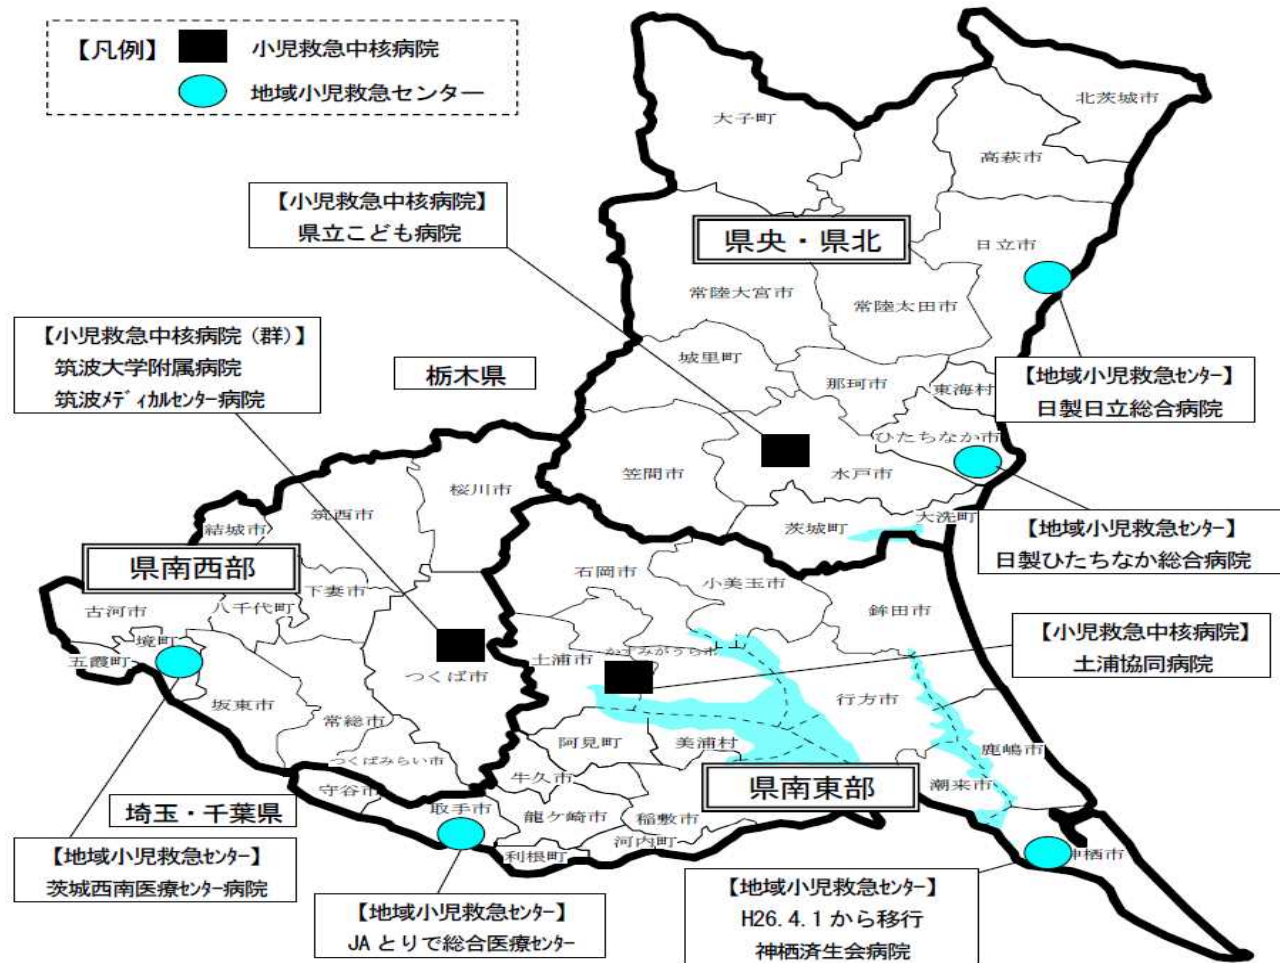 【凡例】
小児救急中核病院
地域小児救急センター
北茨城市
大子町
高萩市
【小児救急中核病院】
県立こども病院
県央・県北
日立市
常陸大宮市
常陸太田市
【小児救急中核病院（群）】
筑波大学附属病院
筑波ﾒﾃﾞｨｶﾙｾﾝﾀｰ病院
栃木県
城里町
那珂市
東海村
【地域小児救急ｾﾝﾀｰ】
日製日立総合病院
ひたちなか市
笠間市
水戸市
桜川市
筑西市
結城市
茨城町
大洗町
【地域小児救急ｾﾝﾀｰ】
日製ひたちなか総合病院
県南西部
石岡市
小美玉市
下妻市
古河市
八千代町
鉾田市
境町
五霞町
土浦市
かすみがうら市
【小児救急中核病院】
土浦協同病院
つくば市
坂東市
常総市
行方市
阿見町
美浦村
鹿嶋市
つくばみらい市
牛久市
県南東部
潮来市
守谷市
取手市
埼玉・千葉県
龍ケ崎市
稲敷市
河内町
利根町
神栖市
【地域小児救急ｾﾝﾀｰ】
茨城西南医療ｾﾝﾀｰ病院
【地域小児救急ｾﾝﾀｰ】
JA とりで総合医療ｾﾝﾀｰ
【地域小児救急ｾﾝﾀｰ】
H26.4.1 から移行
神栖済生会病院